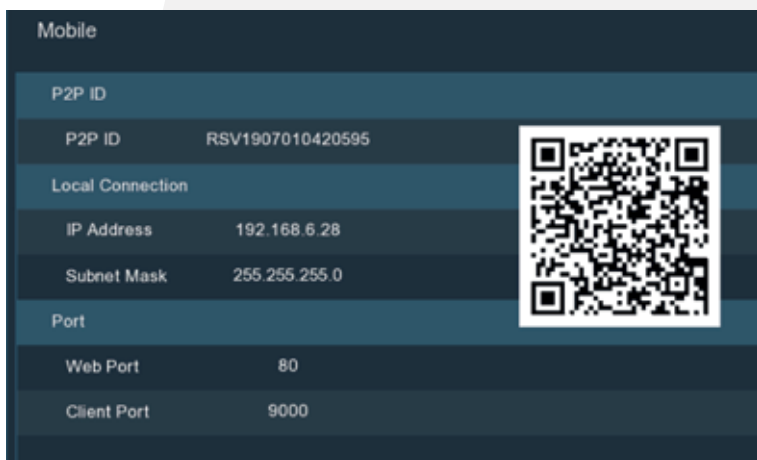 Mobile
P2P ID
P2P ID RSV1907010420595
Local Connection
IP Address 192.168.6.28
Subnet Mask 255.255.255.0
Port
Web Port 80
Client Port 9000